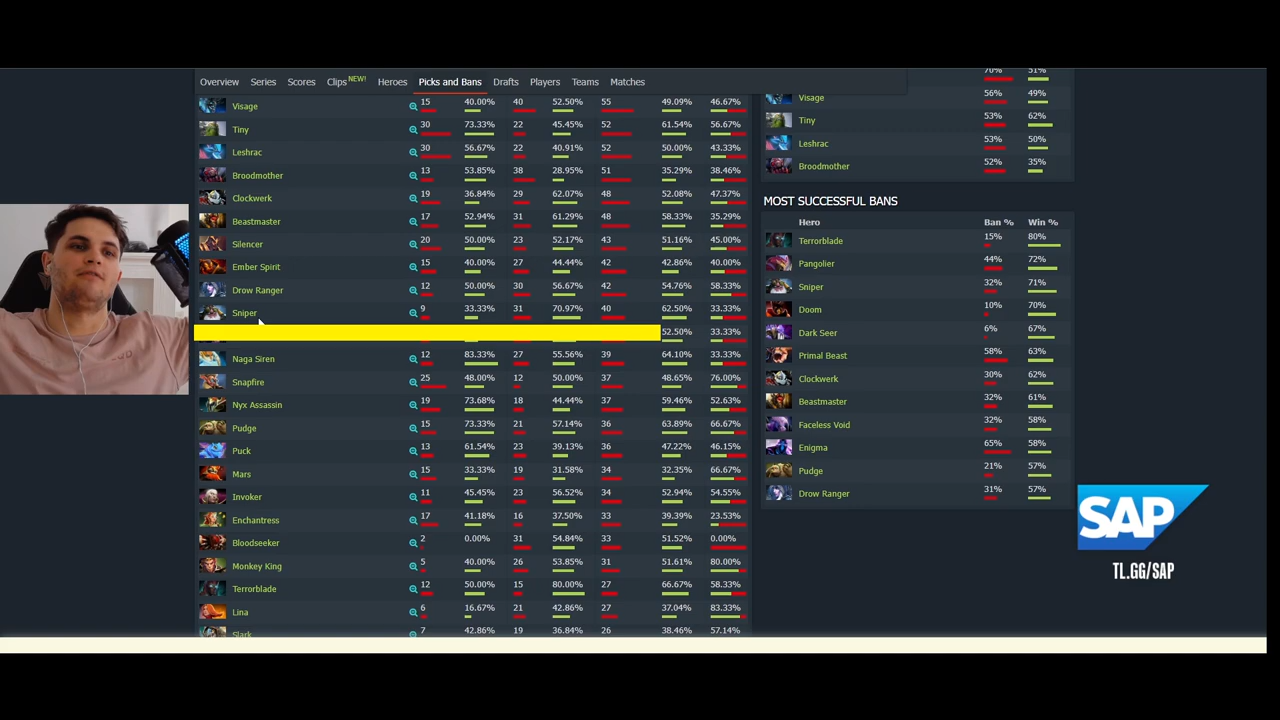 Overview Series Scores Clips NEW! Heroes Picks and Bans Drafts Players Teams Matches
Visage 15 40.00% 40 52.50% 55 49.09% 46.67%
Tiny 30 73.33% 22 45.45% 52 61.54% 56.67%
Leshrac 30 56.67% 22 40.91% 52 50.00% 43.33%
Broodmother 13 53.85% 38 28.95% 51 35.29% 38.46%
Clockwerk 19 36.84% 29 62.07% 48 52.08% 47.37%
Beastmaster 17 52.94% 31 61.29% 48 58.33% 35.29%
Silencer 20 50.00% 23 52.17% 43 51.16% 45.00%
Ember Spirit 15 40.00% 27 44.44% 42 42.86% 40.00%
Drow Ranger 12 50.00% 30 56.67% 42 54.76% 58.33%
Sniper 9 33.33% 31 70.97% 40 62.50% 33.33%
52.50% 33.33%
Naga Siren 12 83.33% 27 55.56% 39 64.10% 33.33%
Snapfire 25 48.00% 12 50.00% 37 48.65% 76.00%
Nyx Assassin 19 73.68% 18 44.44% 37 59.46% 52.63%
Pudge 15 73.33% 21 57.14% 36 63.89% 66.67%
Puck 13 61.54% 23 39.13% 36 47.22% 46.15%
Mars 15 33.33% 19 31.58% 34 32.35% 66.67%
Invoker 11 45.45% 23 56.52% 34 52.94% 54.55%
Enchantress 17 41.18% 16 37.50% 33 39.39% 23.53%
Bloodseeker 2 0.00% 31 54.84% 33 51.52% 0.00%
Monkey King 5 40.00% 26 53.85% 31 51.61% 80.00%
Terrorblade 12 50.00% 15 80.00% 27 66.67% 58.33%
Lina 6 16.67% 21 42.86% 27 37.04% 83.33%
Slark 7 42.86% 19 36.84% 26 38.46% 57.14%
70% 51%
Visage 56% 49%
Tiny 53% 62%
Leshrac 53% 50%
Broodmother 52% 35%
MOST SUCCESSFUL BANS
Hero Ban % Win %
Terrorblade 15% 80%
Pangolier 44% 72%
Sniper 32% 71%
Doom 10% 70%
Dark Seer 6% 67%
Primal Beast 58% 63%
Clockwerk 30% 62%
Beastmaster 32% 61%
Faceless Void 32% 58%
Enigma 65% 58%
Pudge 21% 57%
Drow Ranger 31% 57%
SAP
TL.GG/SAP